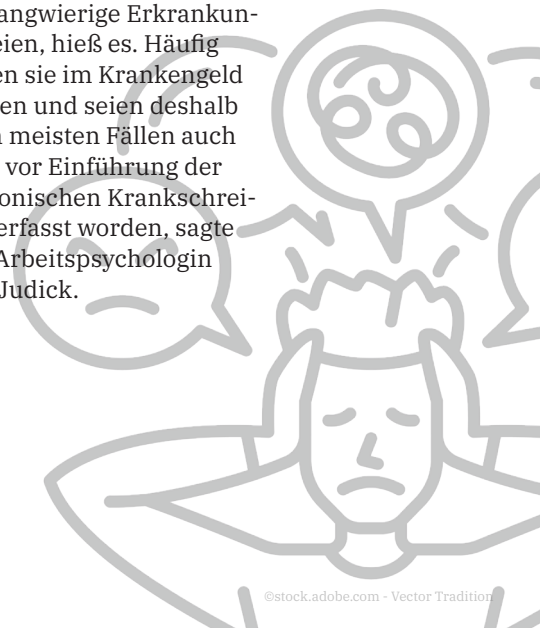 angwierige Erkrankun-
eien, hieß es. Häufig
en sie im Krankengeld
en und seien deshalb
n meisten Fällen auch
vor Einführung der
onischen Krankschrei-
erfasst worden, sagte
Arbeitspsychologin
Judick.
©stock.adobe.com - Vector Tradition